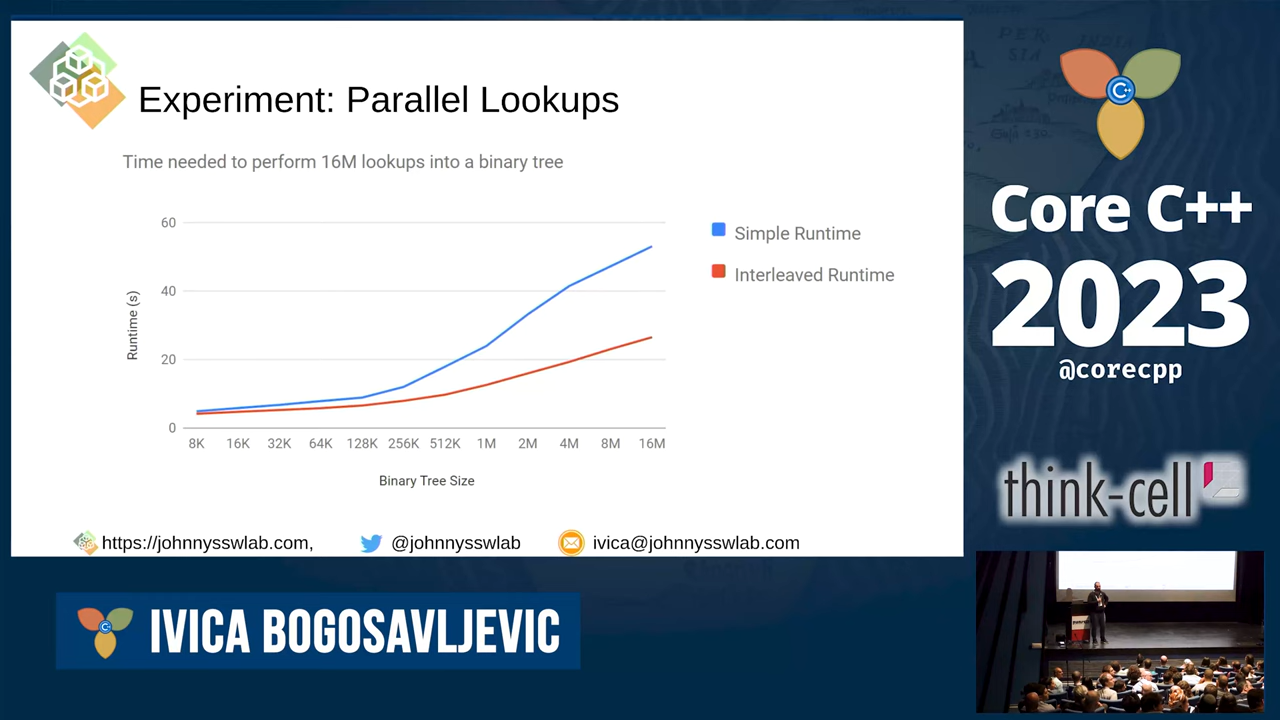 Experiment: Parallel Lookups
Time needed to perform 16M lookups into a binary tree
60
40
20
0
Runtime (s)
8K 16K 32K 64K 128K 256K 512K 1M 2M 4M 8M 16M
Binary Tree Size
Simple Runtime
Interleaved Runtime
https://johnnysswlab.com,
@johnnysswlab
ivica@johnnysswlab.com
C++
Core C++
2023
@corecpp
think-cell
IVICA BOGOSAVLJEVIC